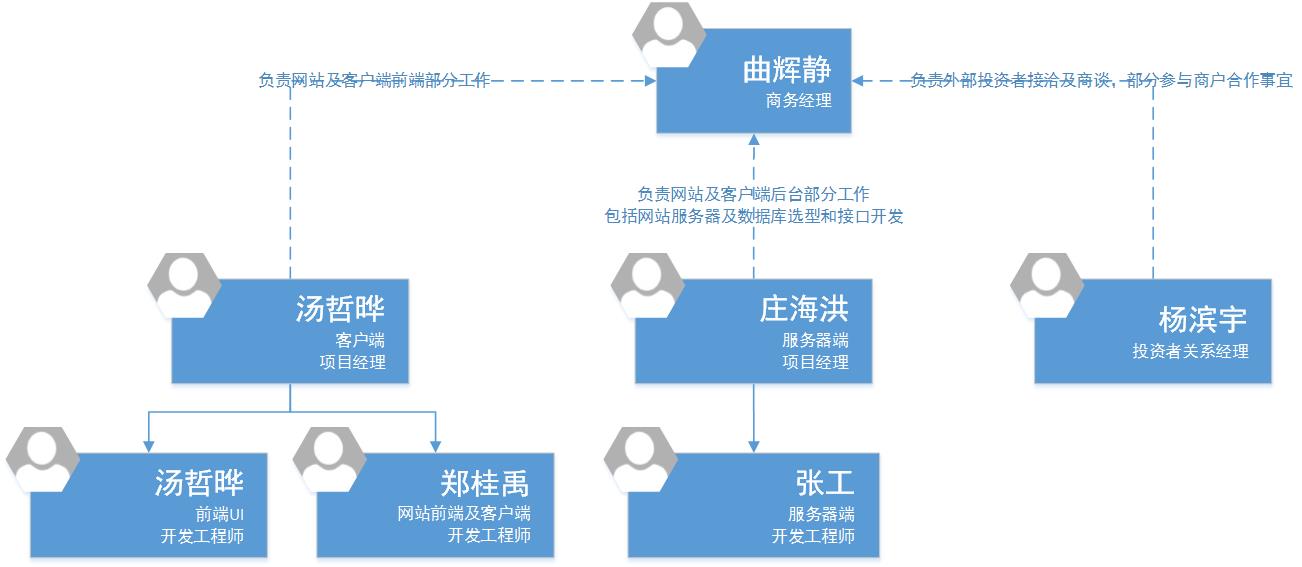 曲辉静
商务经理
负责网站及客户端前端部分工作
负责外部投资者接洽及商谈，部分参与商户合作事宜
负责网站及客户端后台部分工作
包括网站服务器及数据库选型和接口开发
汤哲晔
客户端
项目经理
庄海洪
服务器端
项目经理
杨滨宇
投资者关系经理
汤哲晔
前端UI
开发工程师
郑桂禹
网站前端及客户端
开发工程师
张工
服务器端
开发工程师